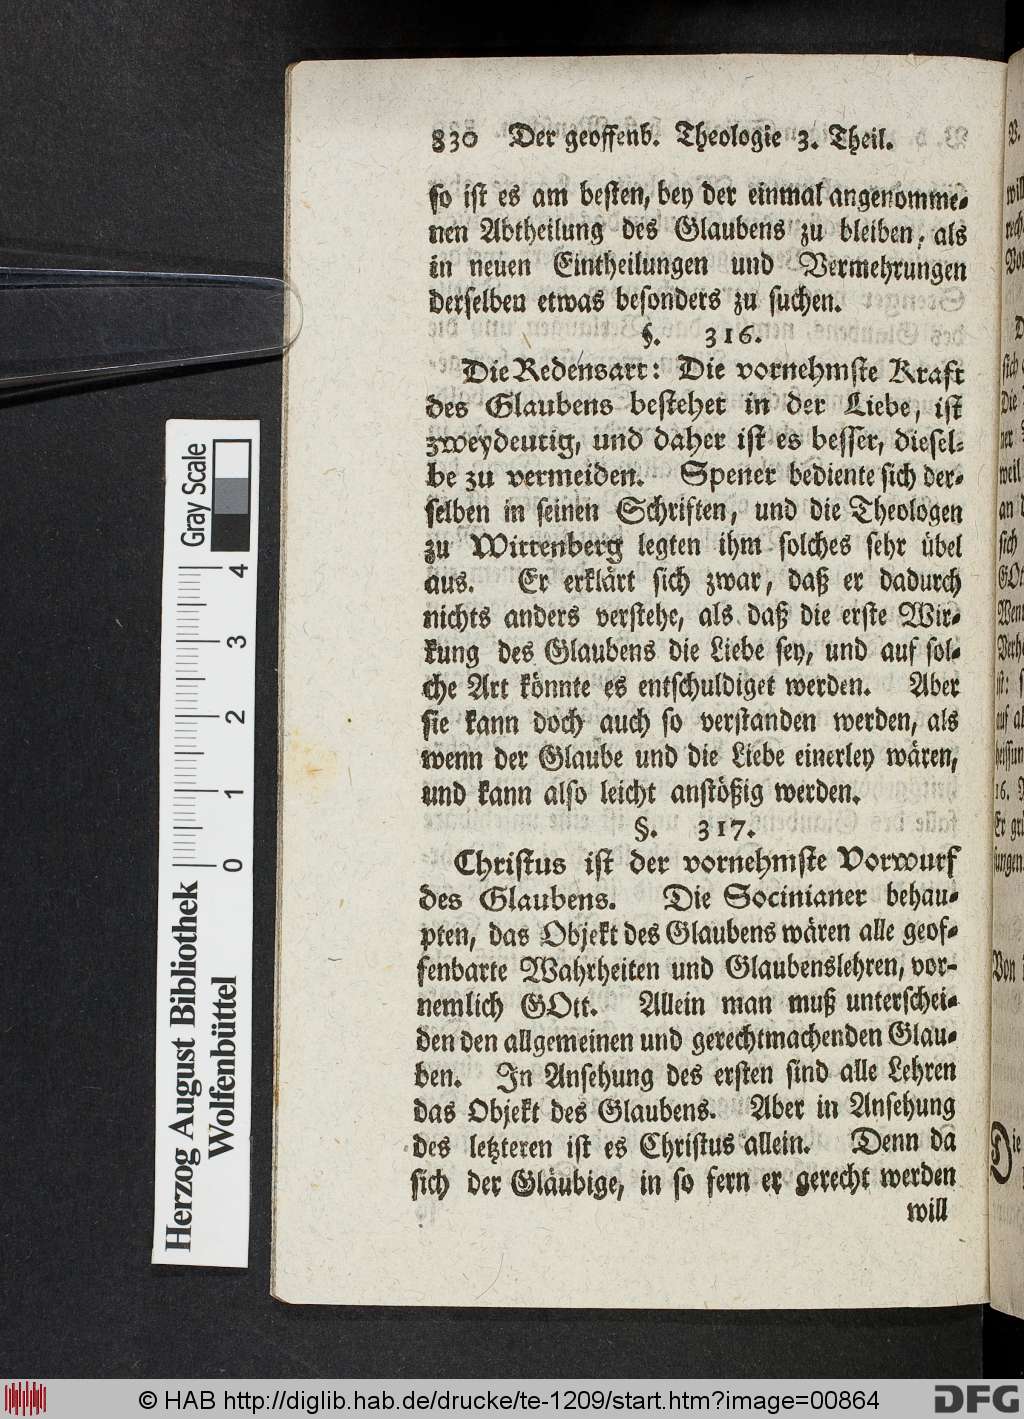 830 Der geoffenb. Theologie 3. Theil.
so ist es am besten, bey der einmal angenomme-
nen Abtheilung des Glaubens zu bleiben, als
in neuen Eintheilungen und Vermehrungen
derselben etwas besonders zu suchen.
§. 316.
Die Redensart: Die vornehmste Kraft
des Glaubens bestehet in der Liebe, ist
zweydeutig, und daher ist es besser, diesel-
be zu vermeiden. Spener bediente sich der-
selben in seinen Schriften, und die Theologen
zu Wittenberg legten ihm solches sehr übel
aus. Er erklärt sich zwar, daß er dadurch
nichts anders verstehe, als daß die erste Wir-
kung des Glaubens die Liebe sey, und auf sol-
che Art könnte es entschuldiget werden. Aber
sie kann doch auch so verstanden werden, als
wenn der Glaube und die Liebe einerley wären,
und kann also leicht anstößig werden.
§. 317.
Christus ist der vornehmste Vorwurf
des Glaubens. Die Socinianer behau-
pten, das Objekt des Glaubens wären alle geof-
fenbarte Wahrheiten und Glaubenslehren, vor-
nemlich GOtt. Allein man muß unterschei-
den den allgemeinen und gerechtmachenden Glau-
ben. In Ansehung des ersten sind alle Lehren
das Objekt des Glaubens. Aber in Ansehung
des letzteren ist es Christus allein. Denn da
sich der Gläubige, in so fern er gerecht werden
will
Gray Scale
0 1 2 3 4
Herzog August Bibliothek
Wolfenbüttel
© HAB http://diglib.hab.de/drucke/te-1209/start.htm?image=00864
DFG